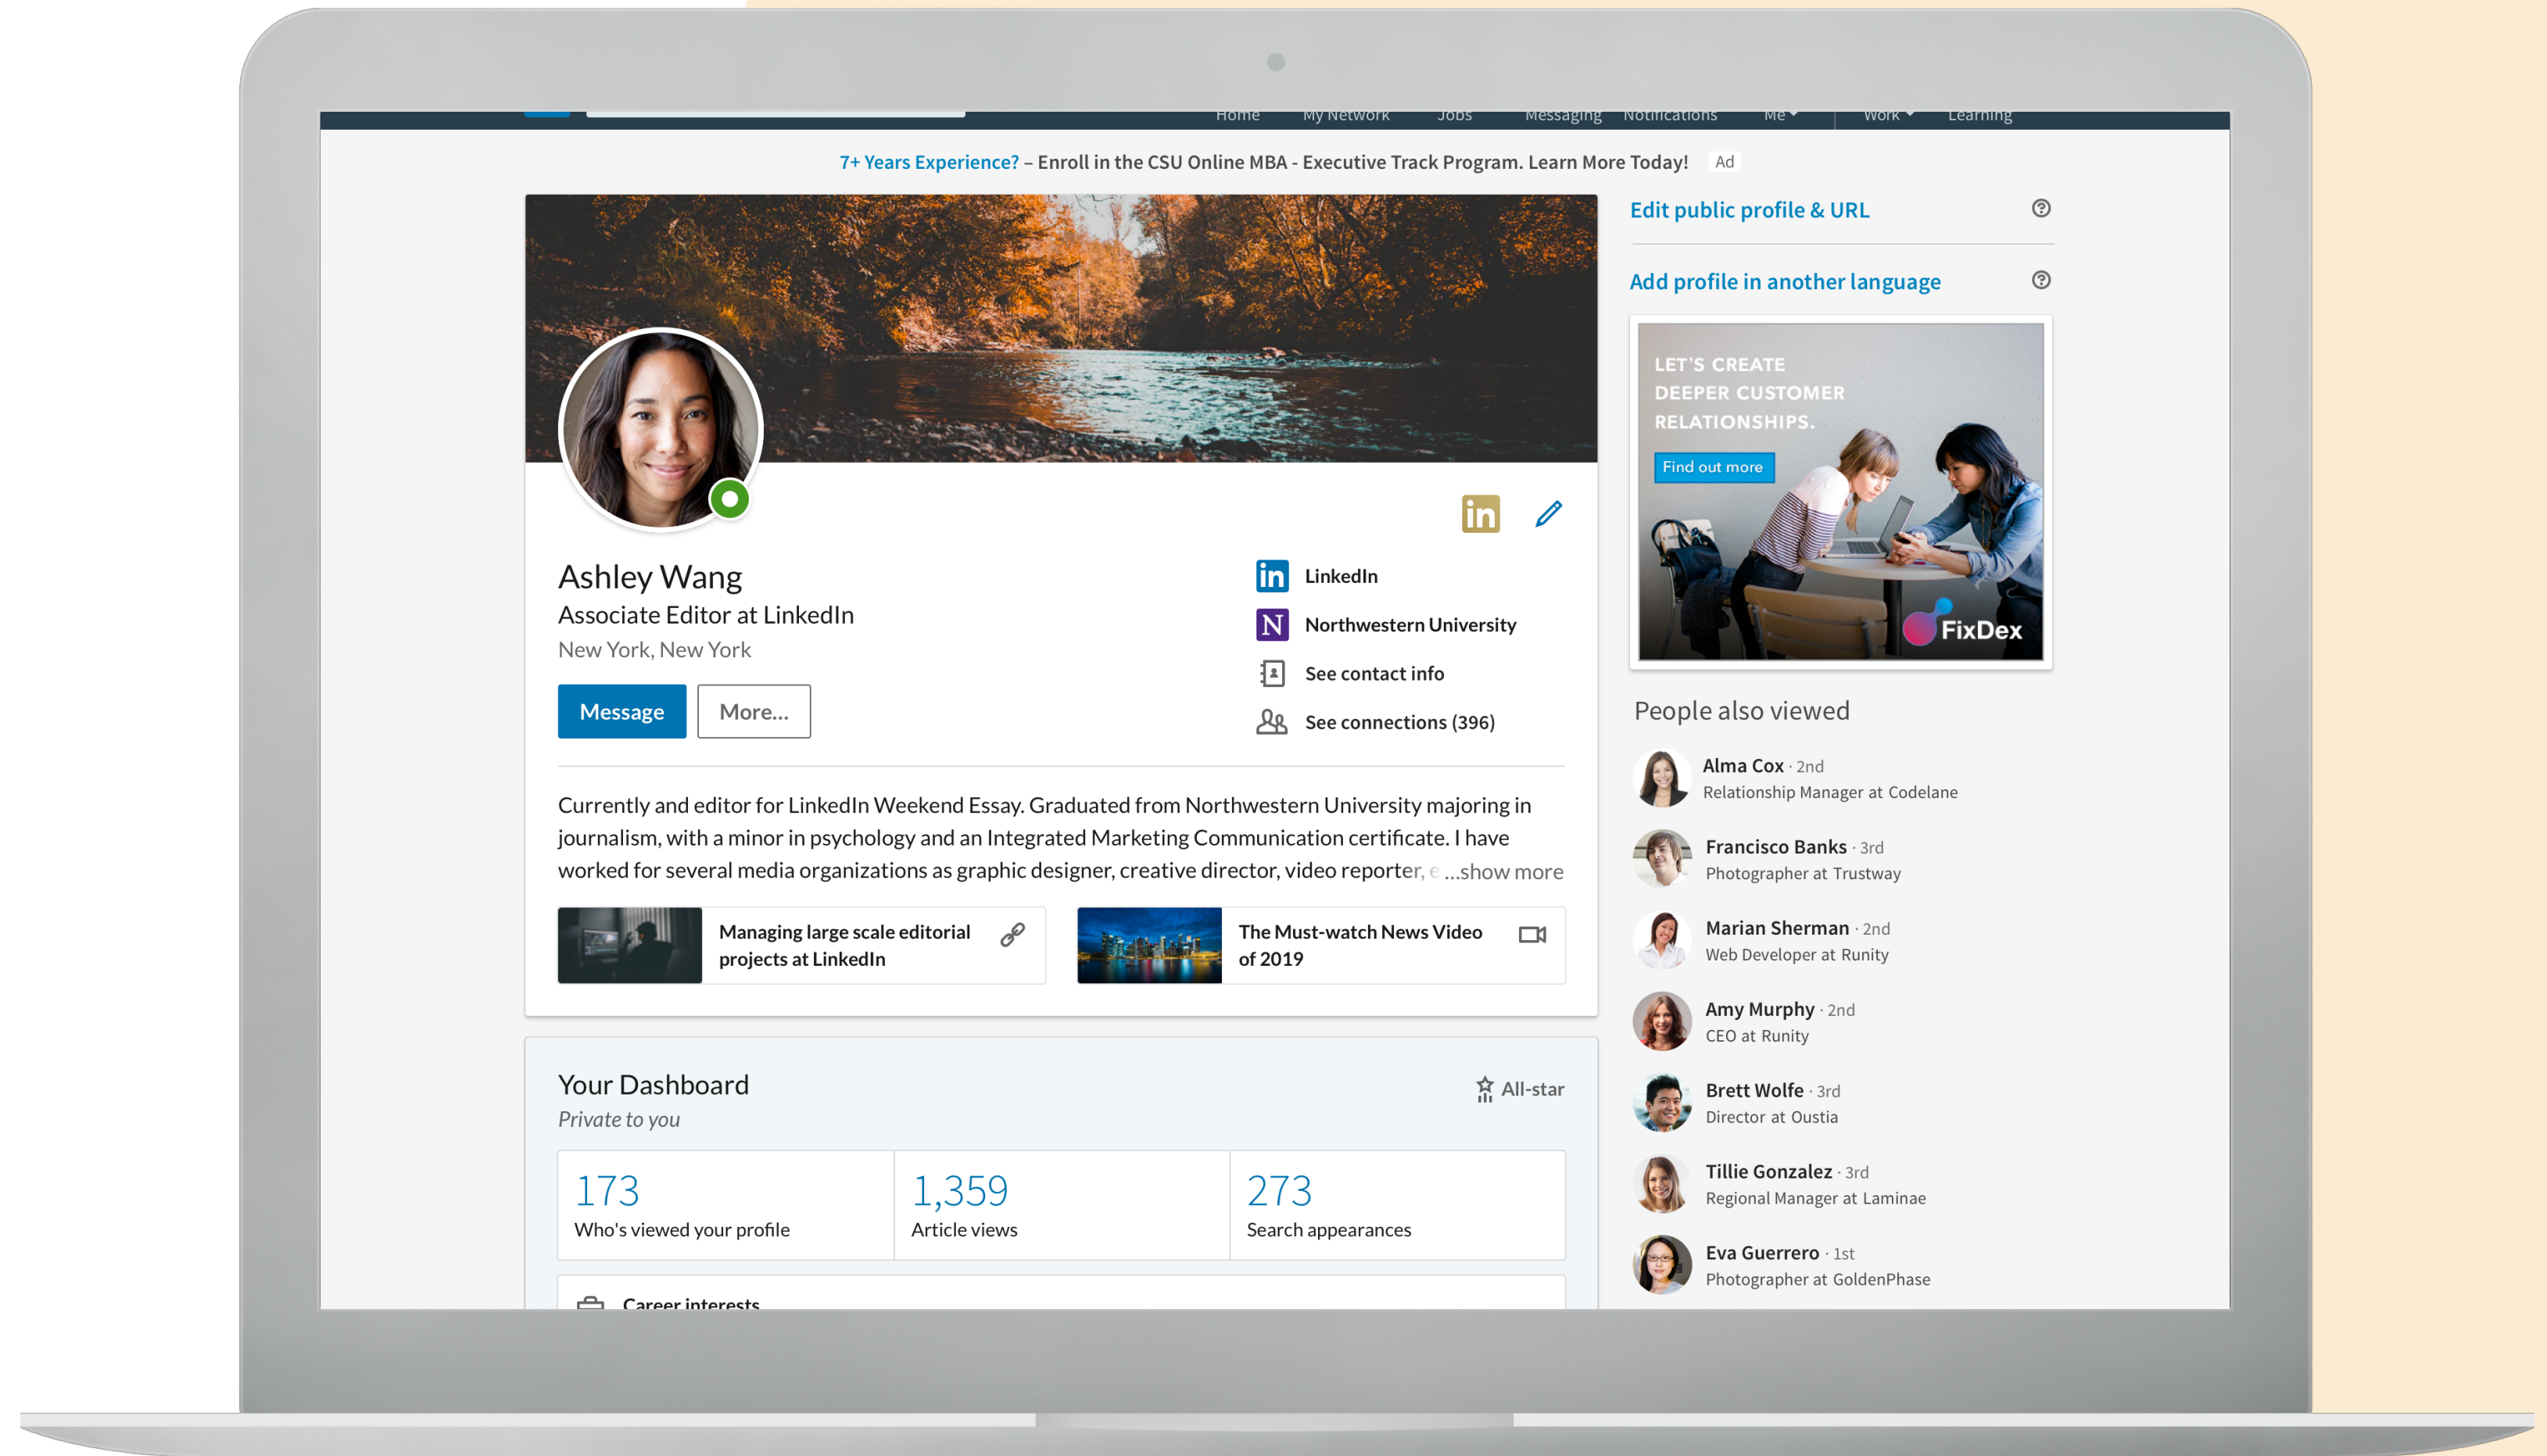 Home My Network Jobs Messaging Notifications Me Work Learning
7+ Years Experience? – Enroll in the CSU Online MBA - Executive Track Program. Learn More Today! Ad
in
Ashley Wang
Associate Editor at LinkedIn
New York, New York
Message More...
in LinkedIn
N Northwestern University
See contact info
See connections (396)
Currently and editor for LinkedIn Weekend Essay. Graduated from Northwestern University majoring in
journalism, with a minor in psychology and an Integrated Marketing Communication certificate. I have
worked for several media organizations as graphic designer, creative director, video reporter, e ...show more
Managing large scale editorial
projects at LinkedIn
The Must-watch News Video
of 2019
Your Dashboard
Private to you
All-star
173
Who's viewed your profile
1,359
Article views
273
Search appearances
Career interests
Edit public profile & URL
Add profile in another language
LET'S CREATE
DEEPER CUSTOMER
RELATIONSHIPS.
Find out more
FixDex
People also viewed
Alma Cox · 2nd
Relationship Manager at Codelane
Francisco Banks · 3rd
Photographer at Trustway
Marian Sherman · 2nd
Web Developer at Runity
Amy Murphy · 2nd
CEO at Runity
Brett Wolfe · 3rd
Director at Oustia
Tillie Gonzalez · 3rd
Regional Manager at Laminae
Eva Guerrero · 1st
Photographer at GoldenPhase